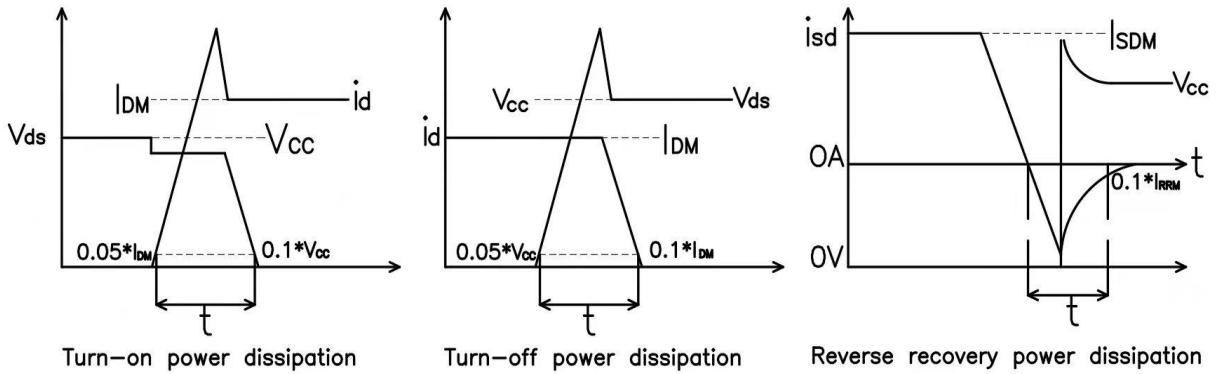 IDM
id
Vds
VCC
0.05*IDM
0.1*VCC
t
Turn-on power dissipation
VCC
Vds
id
IDM
0.05*VCC
0.1*IDM
t
Turn-off power dissipation
isd
ISDM
VCC
0A
t
0.1*IRRM
0V
t
Reverse recovery power dissipation